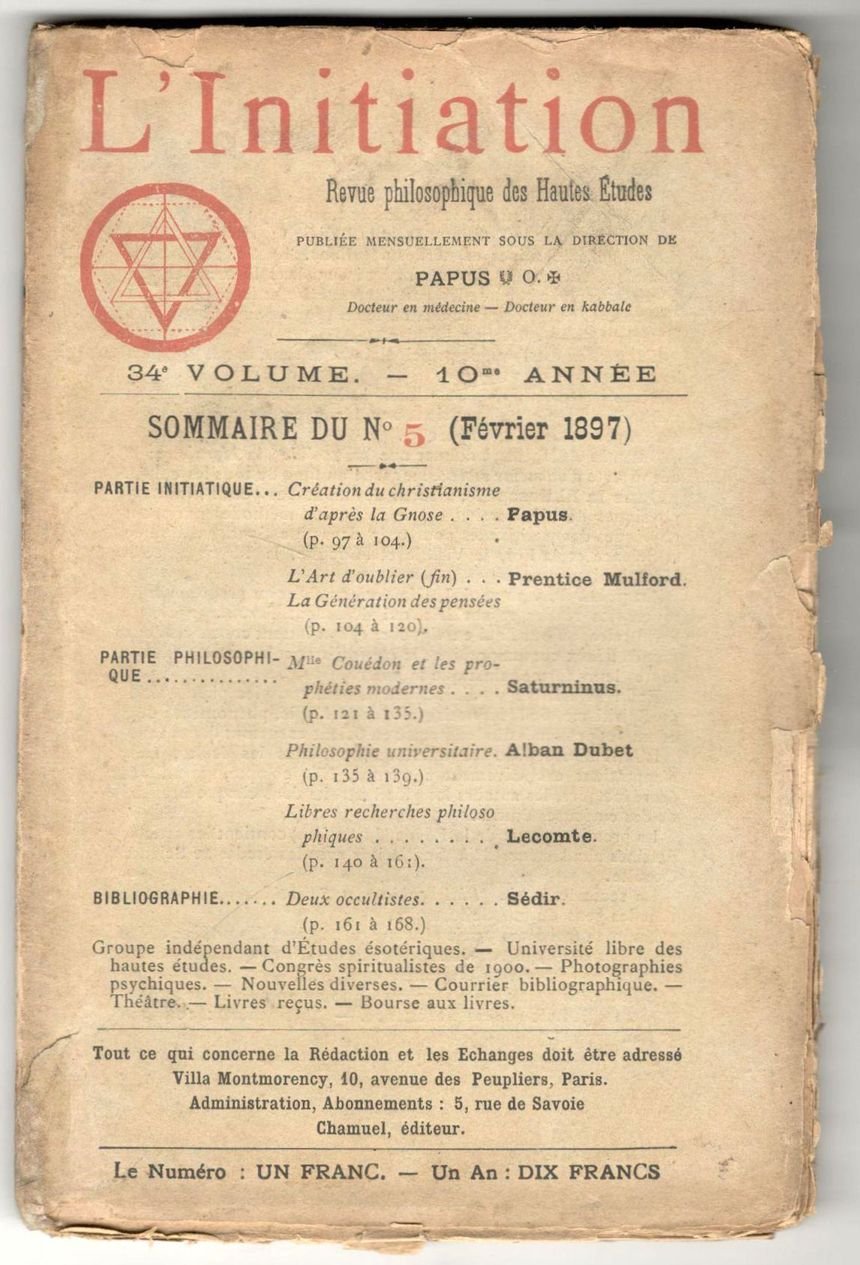 L'Initiation
Revue philosophique des Hautes Études
PUBLIÉE MENSUELLEMENT SOUS LA DIRECTION DE
PAPUS O. ✠
Docteur en médecine — Docteur en kabbale
34e VOLUME. — 10me ANNÉE
SOMMAIRE DU No 5 (Février 1897)
PARTIE INITIATIQUE... Création du christianisme
d'après la Gnose . . . . Papus.
(p. 97 à 104.)
L'Art d'oublier (fin) . . . Prentice Mulford.
La Génération des pensées
(p. 104 à 120).
PARTIE PHILOSOPHI- Mlle Couédon et les pro-
QUE............... phéties modernes . . . . Saturninus.
(p. 121 à 135.)
Philosophie universitaire. Alban Dubet
(p. 135 à 139.)
Libres recherches philoso
phiques . . . . . . . . . Lecomte.
(p. 140 à 161).
BIBLIOGRAPHIE....... Deux occultistes. . . . . . Sédir.
(p. 161 à 168.)
Groupe indépendant d'Études ésotériques. — Université libre des
hautes études. — Congrès spiritualistes de 1900. — Photographies
psychiques. — Nouvelles diverses. — Courrier bibliographique. —
Théâtre. — Livres reçus. — Bourse aux livres.
Tout ce qui concerne la Rédaction et les Echanges doit être adressé
Villa Montmorency, 10, avenue des Peupliers, Paris.
Administration, Abonnements : 5, rue de Savoie
Chamuel, éditeur.
Le Numéro : UN FRANC. — Un An : DIX FRANCS